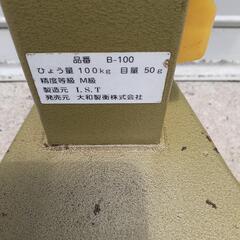 品番 B-100
ひょう量 100kg 目量 50g
精度等級 M級
製造元 I.S.T
発売元 大和製衡株式会社